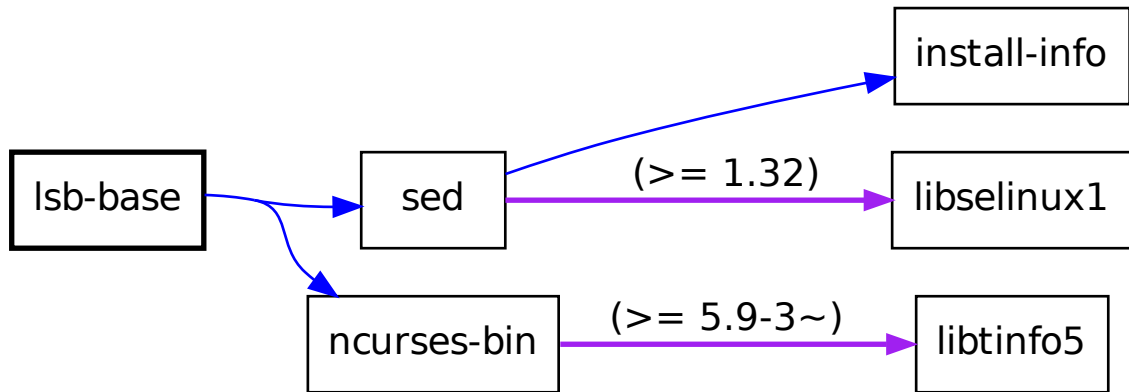 install-info
lsb-base
sed
(>= 1.32)
libselinux1
ncurses-bin
(>= 5.9-3~)
libtinfo5